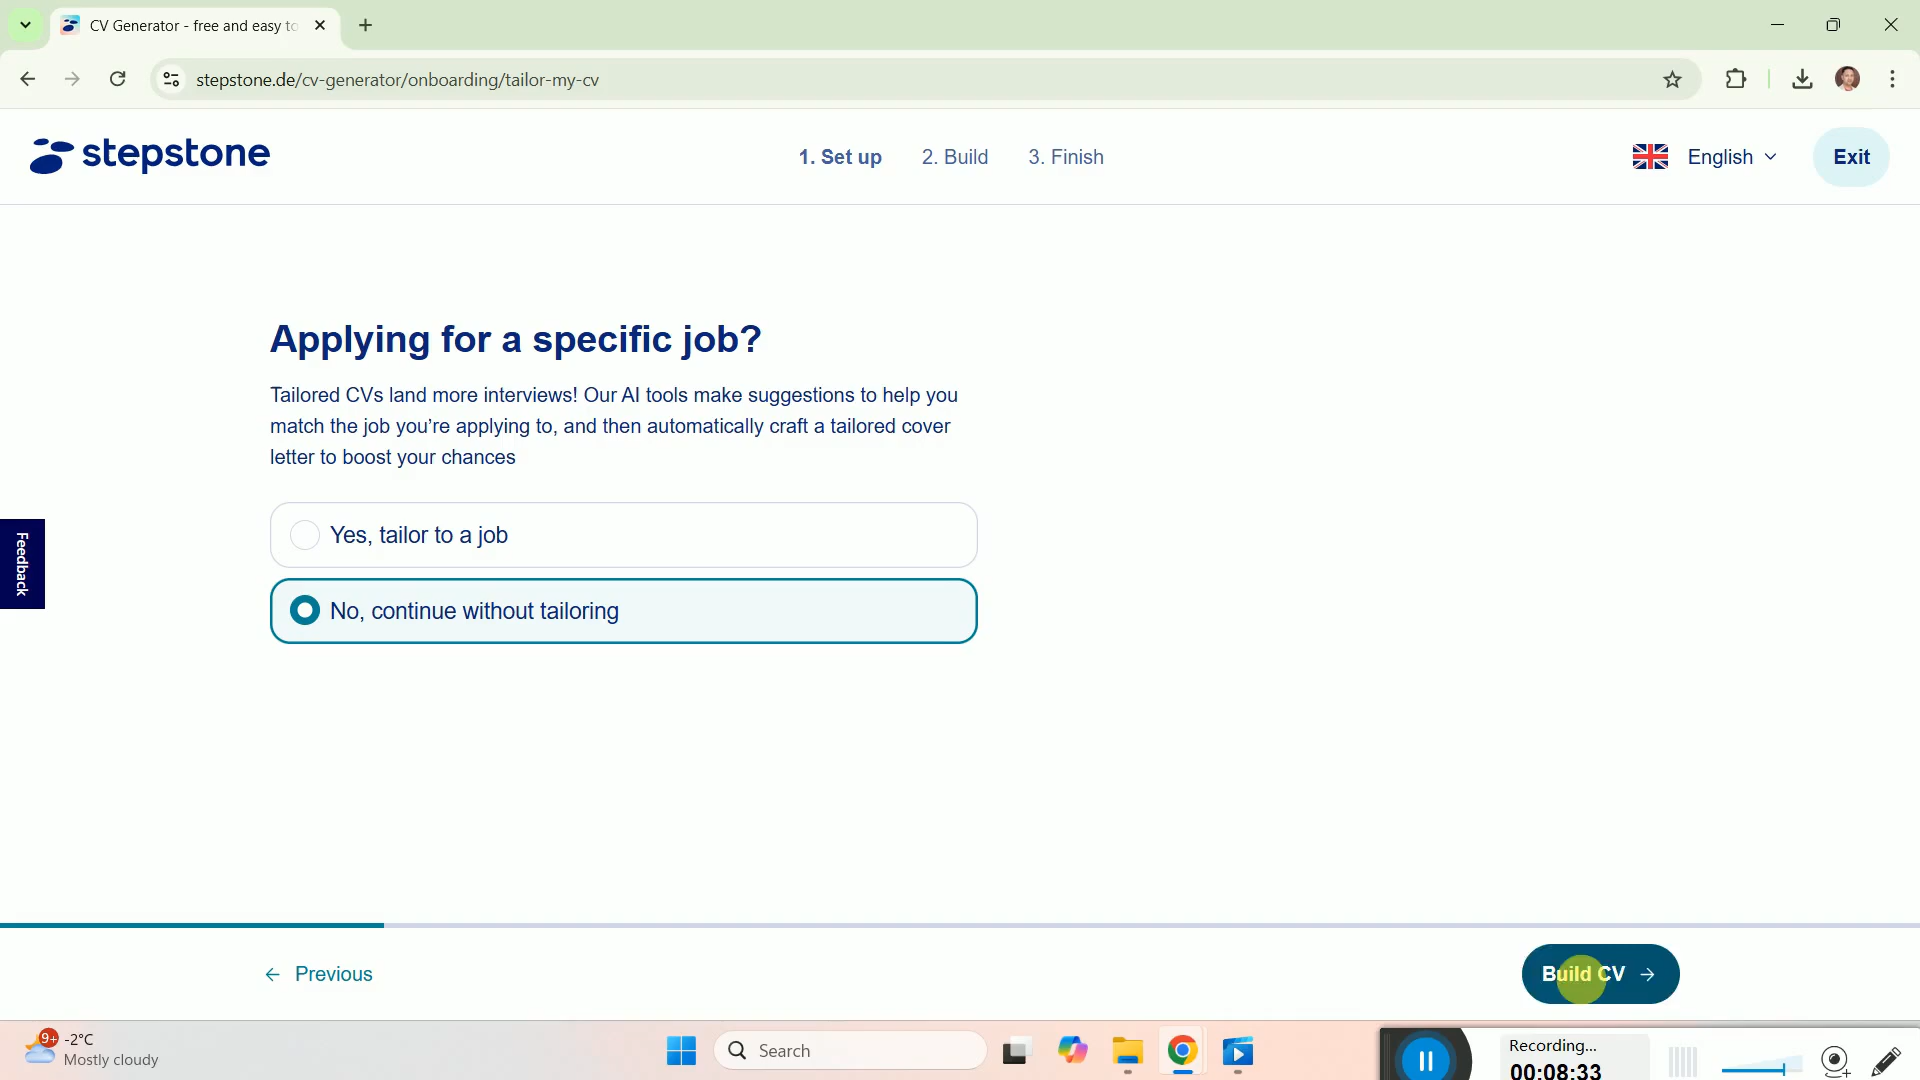 CV Generator - free and easy to
stepstone.de/cv-generator/onboarding/tailor-my-cv
stepstone
1. Set up
2. Build
3. Finish
English
Exit
Applying for a specific job?
Tailored CVs land more interviews! Our AI tools make suggestions to help you
match the job you're applying to, and then automatically craft a tailored cover
letter to boost your chances
Yes, tailor to a job
No, continue without tailoring
Feedback
Previous
Build CV
9+
-2°C
Mostly cloudy
Search
Recording...
00:08:33